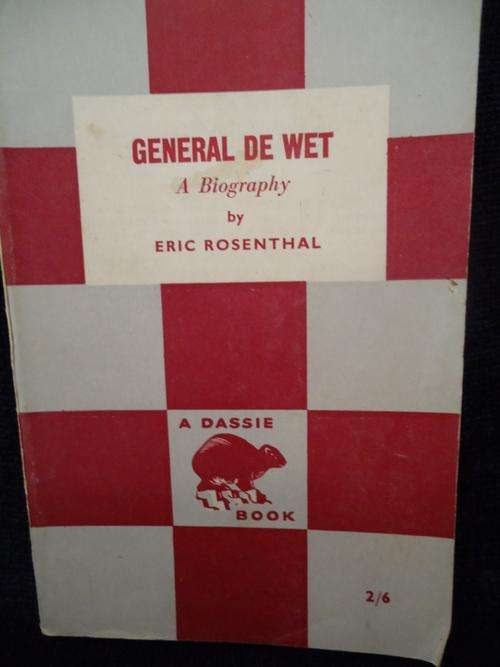 GENERAL DE WET
A Biography
by
ERIC ROSENTHAL
A DASSIE
BOOK
2/6